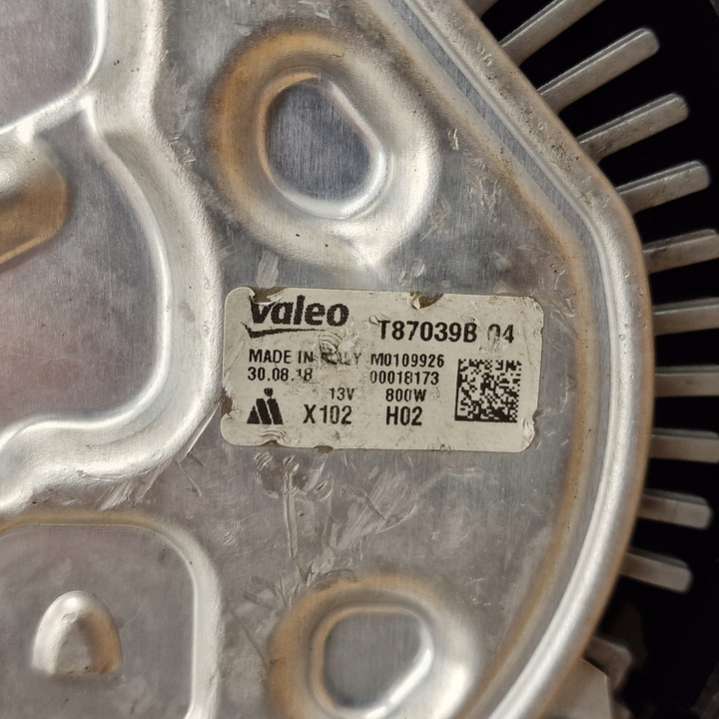 Valeo
T87039B 04
MADE IN ITALY M0109926
30.08.18 00018173
13V 800W
X102 H02